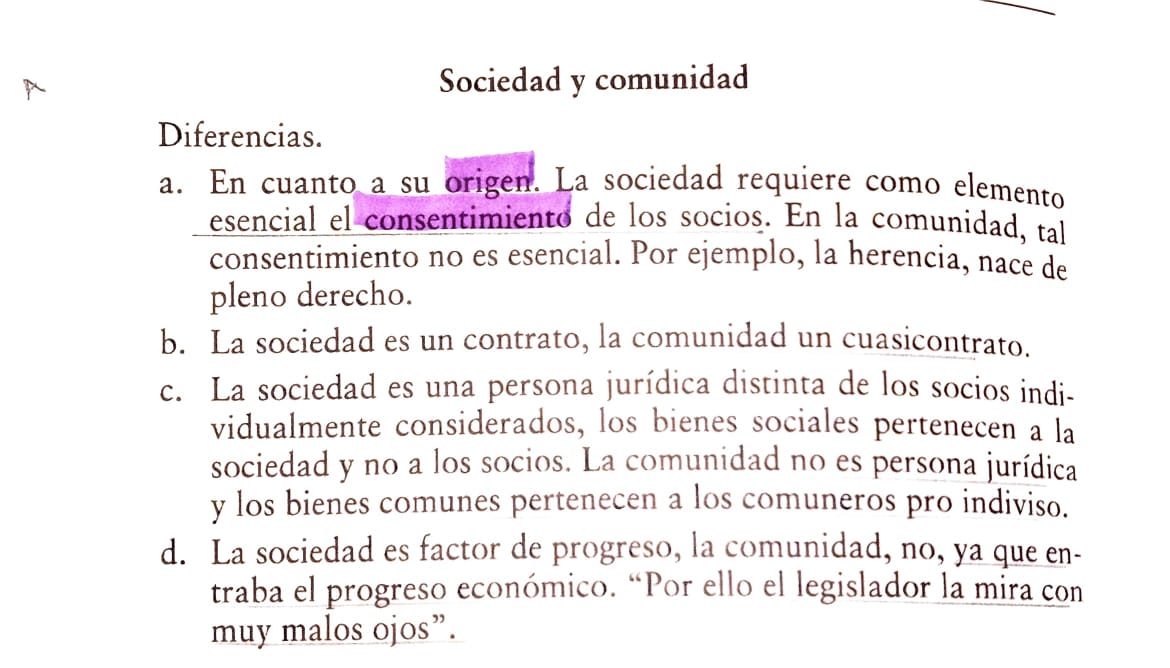 Sociedad y comunidad
Diferencias.
a. En cuanto a su origen. La sociedad requiere como elemento
esencial el consentimiento de los socios. En la comunidad, tal
consentimiento no es esencial. Por ejemplo, la herencia, nace de
pleno derecho.
b. La sociedad es un contrato, la comunidad un cuasicontrato.
c. La sociedad es una persona jurídica distinta de los socios indi-
vidualmente considerados, los bienes sociales pertenecen a la
sociedad y no a los socios. La comunidad no es persona jurídica
y los bienes comunes pertenecen a los comuneros pro indiviso.
d. La sociedad es factor de progreso, la comunidad, no, ya que en-
traba el progreso económico. “Por ello el legislador la mira con
muy malos ojos”.